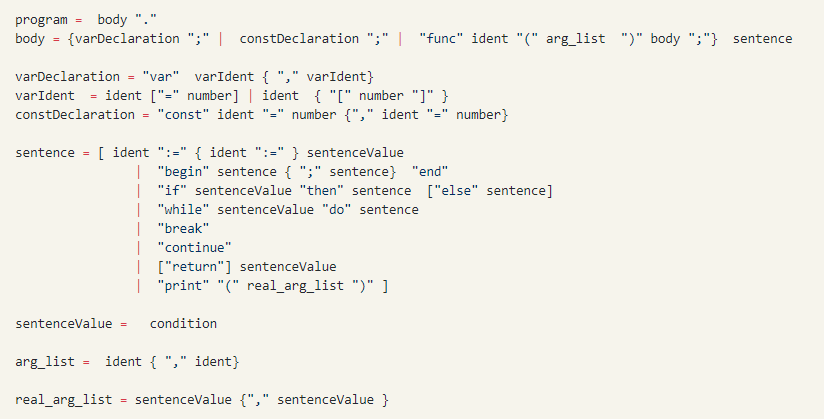 program =  body "."
body = {varDeclaration ";" |  constDeclaration ";" |  "func" ident "(" arg_list  ")" body ";"}  sentence
varDeclaration = "var"  varIdent { "," varIdent}
varIdent  = ident ["=" number] | ident  { "[" number "]" }
constDeclaration = "const" ident "=" number {"," ident "=" number}
sentence = [ ident ":=" { ident ":=" } sentenceValue
|  "begin" sentence { ";" sentence}  "end"
|  "if" sentenceValue "then" sentence  ["else" sentence]
|  "while" sentenceValue "do" sentence
|  "break"
|  "continue"
|  ["return"] sentenceValue
|  "print" "(" real_arg_list ")" ]
sentenceValue =   condition
arg_list =  ident { "," ident}
real_arg_list = sentenceValue {"," sentenceValue }